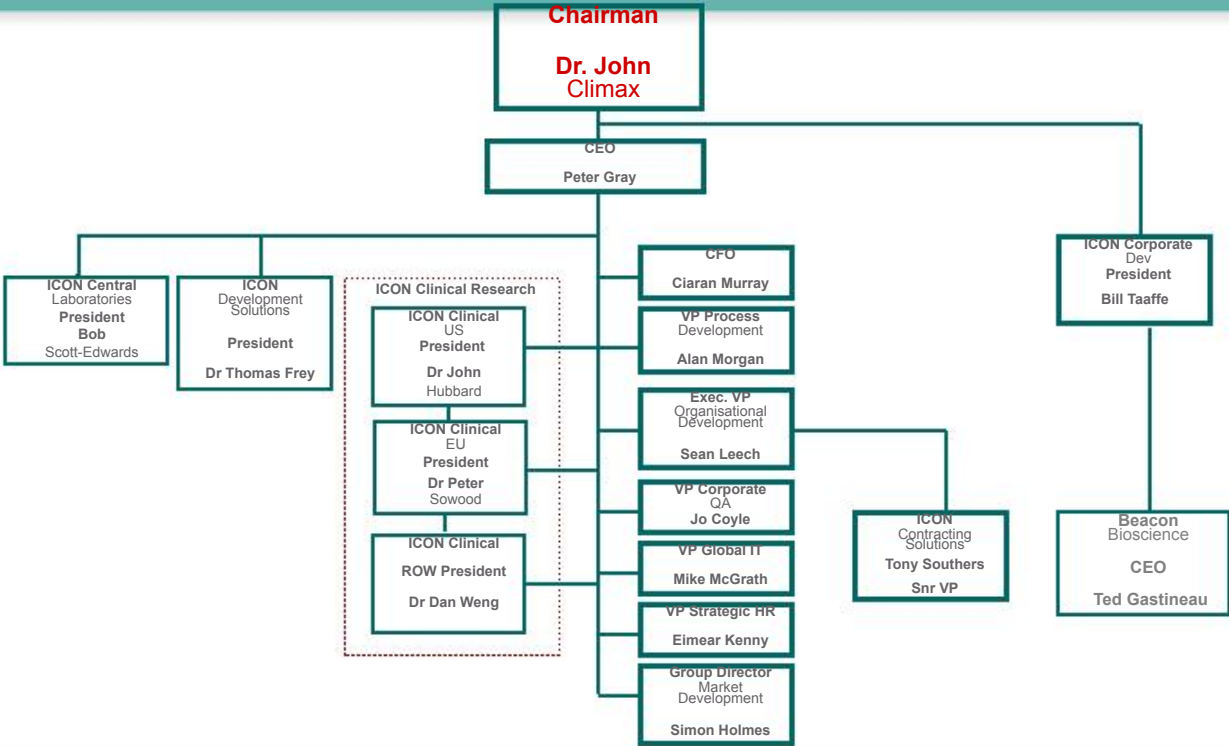 Chairman
Dr. John
Climax
CEO
Peter Gray
ICON Central
Laboratories
President
Bob
Scott-Edwards
ICON
Development
Solutions
President
Dr Thomas Frey
ICON Clinical Research
ICON Clinical
US
President
Dr John
Hubbard
ICON Clinical
EU
President
Dr Peter
Sowood
ICON Clinical
ROW President
Dr Dan Weng
CFO
Ciaran Murray
VP Process
Development
Alan Morgan
Exec. VP
Organisational
Development
Sean Leech
VP Corporate
QA
Jo Coyle
VP Global IT
Mike McGrath
VP Strategic HR
Eimear Kenny
Group Director
Market
Development
Simon Holmes
ICON
Contracting
Solutions
Tony Southers
Snr VP
ICON Corporate
Dev
President
Bill Taaffe
Beacon
Bioscience
CEO
Ted Gastineau